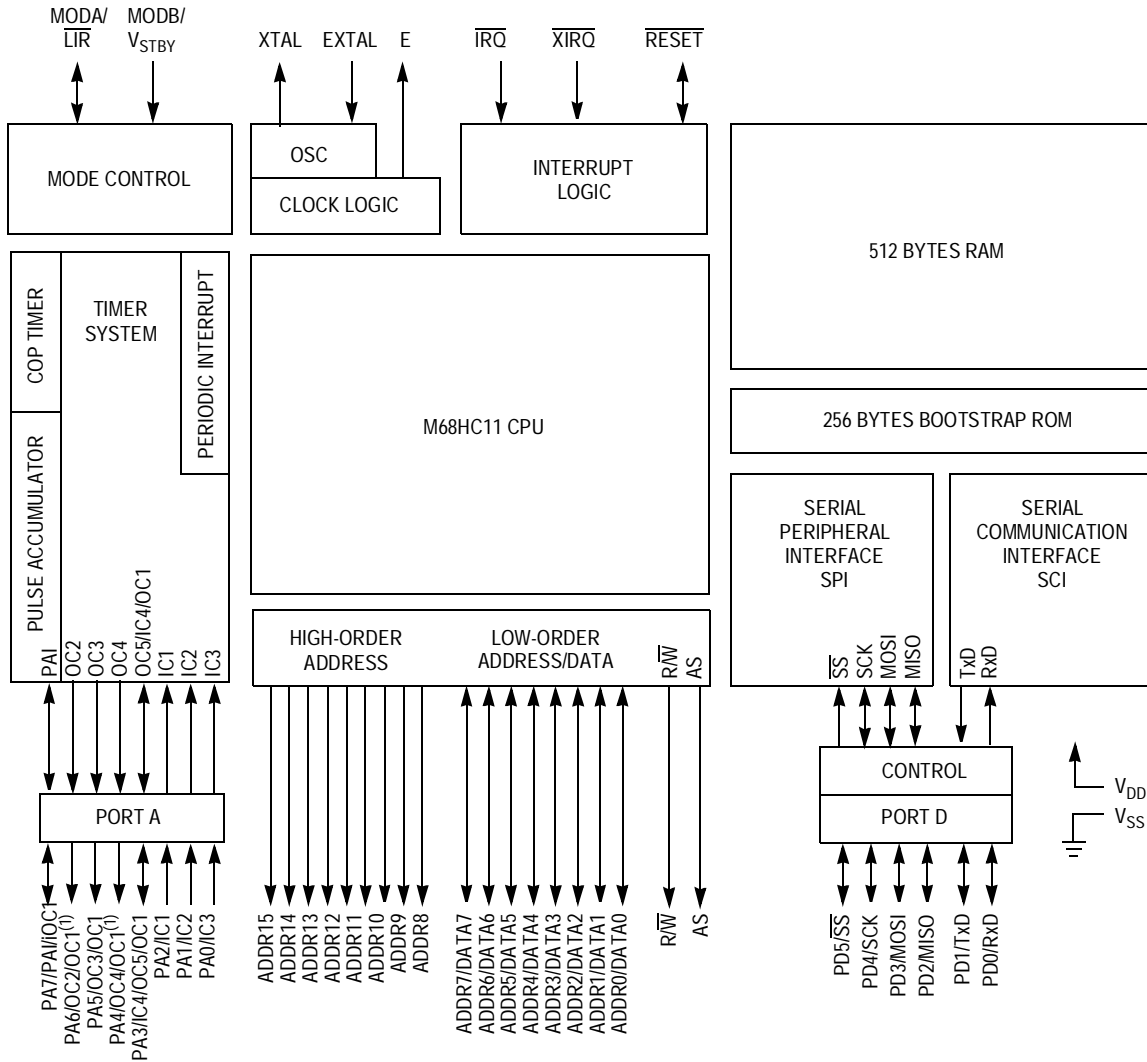 MODA/
LIR
MODB/
VSTBY
XTAL
EXTAL
E
IRQ
XIRQ
RESET
MODE CONTROL
OSC
CLOCK LOGIC
INTERRUPT
LOGIC
512 BYTES RAM
COP TIMER
TIMER
SYSTEM
PERIODIC INTERRUPT
PULSE ACCUMULATOR
M68HC11 CPU
256 BYTES BOOTSTRAP ROM
SERIAL
PERIPHERAL
INTERFACE
SPI
SERIAL
COMMUNICATION
INTERFACE
SCI
PAI
OC2
OC3
OC4
OC5/IC4/OC1
IC1
IC2
IC3
HIGH-ORDER
ADDRESS
LOW-ORDER
ADDRESS/DATA
R/W
AS
SS
SCK
MOSI
MISO
TxD
RxD
PORT A
CONTROL
PORT D
VDD
VSS
PA7/PAI/iOC1
PA6/OC2/OC1(1)
PA5/OC3/OC1
PA4/OC4/OC1(1)
PA3/IC4/OC5/OC1
PA2/IC1
PA1/IC2
PA0/IC3
ADDR15
ADDR14
ADDR13
ADDR12
ADDR11
ADDR10
ADDR9
ADDR8
ADDR7/DATA7
ADDR6/DATA6
ADDR5/DATA5
ADDR4/DATA4
ADDR3/DATA3
ADDR2/DATA2
ADDR1/DATA1
ADDR0/DATA0
R/W
AS
PD5/SS
PD4/SCK
PD3/MOSI
PD2/MISO
PD1/TxD
PD0/RxD